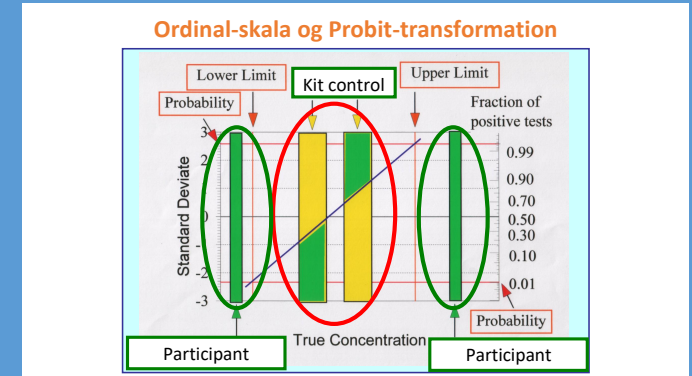 Ordinal-skala og Probit-transformation
Lower Limit
Kit control
Upper Limit
Probability
Fraction of
positive tests
3
2
-2
-3
Standard Deviate
0.99
0.90
0.70
0.50
0.30
0.10
0.01
Probability
True Concentration
Participant
Participant